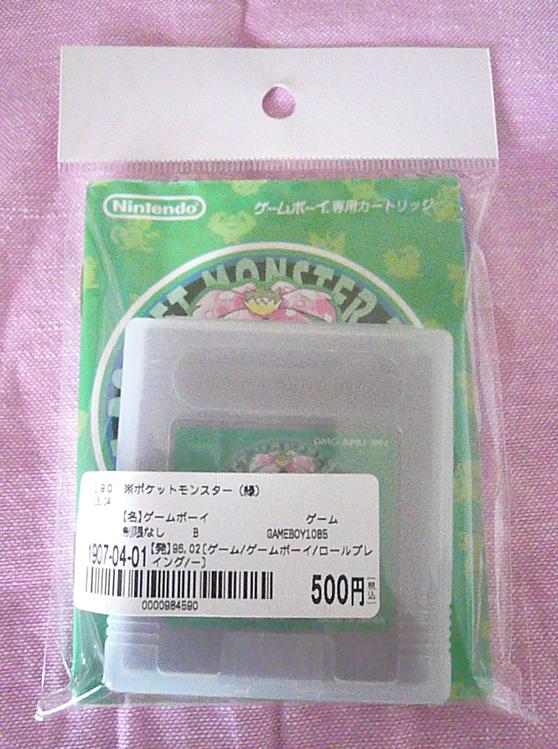 Nintendo
ゲームボーイ専用カートリッジ
POCKET MONSTER
DMG-APAJ-JPN
※ポケットモンスター(緑)
【名】ゲームボーイ ゲーム
制限なし B GAMEBOY1085
1907-04-01 【発】96.02〔ゲーム/ゲームボーイ/ロールプレ
イング/ー〕
0000984590
500円(税込)